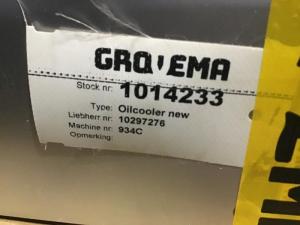 GROVEMA
Stock nr: 1014233
Type: Oilcooler new
Liebherr nr: 10297276
Machine nr: 934C
Opmerking: